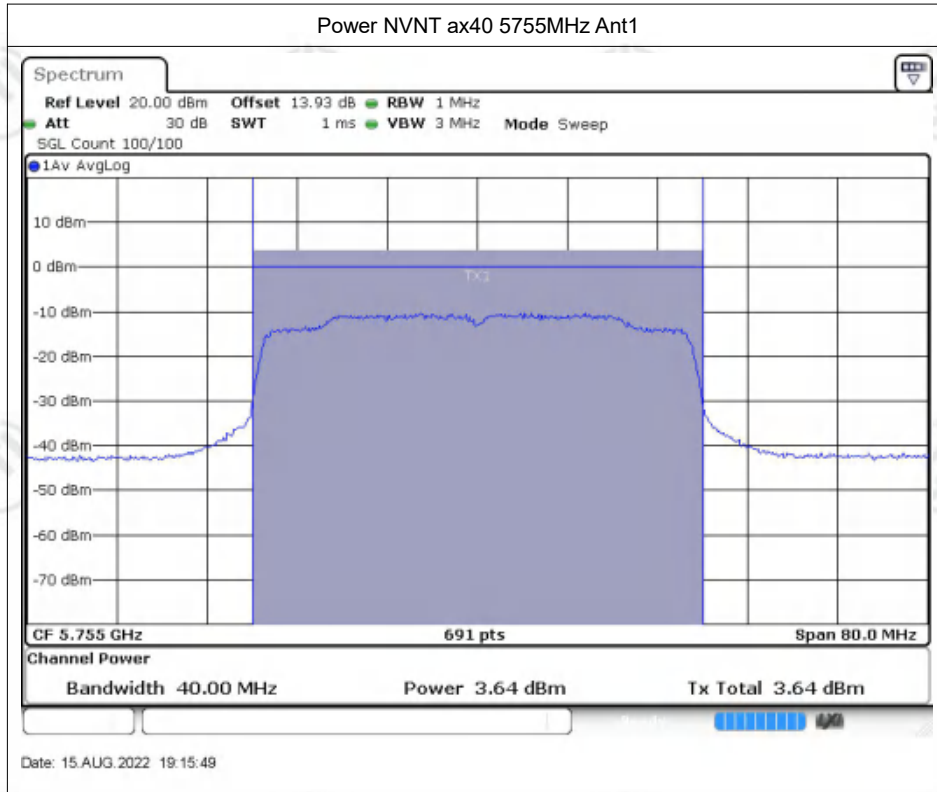 Power NVNT ax40 5755MHz Ant1
Spectrum
Ref Level 20.00 dBm Offset 13.93 dB RBW 1 MHz
Att 30 dB SWT 1 ms VBW 3 MHz Mode Sweep
SGL Count 100/100
1Av AvgLog
10 dBm
0 dBm
-10 dBm
-20 dBm
-30 dBm
-40 dBm
-50 dBm
-60 dBm
-70 dBm
CF 5.755 GHz 691 pts Span 80.0 MHz
Channel Power
Bandwidth 40.00 MHz Power 3.64 dBm Tx Total 3.64 dBm
Date: 15.AUG.2022 19:15:49